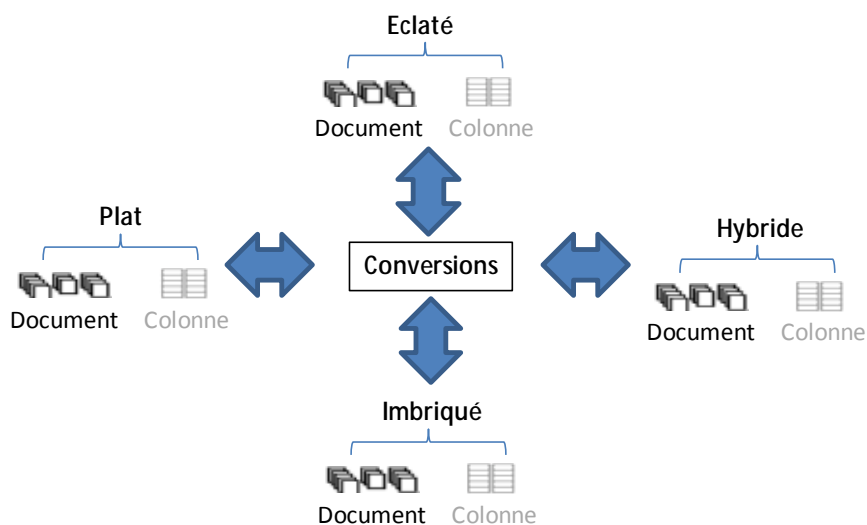 Eclaté
Document Colonne
Plat
Document Colonne
Conversions
Hybride
Document Colonne
Imbriqué
Document Colonne